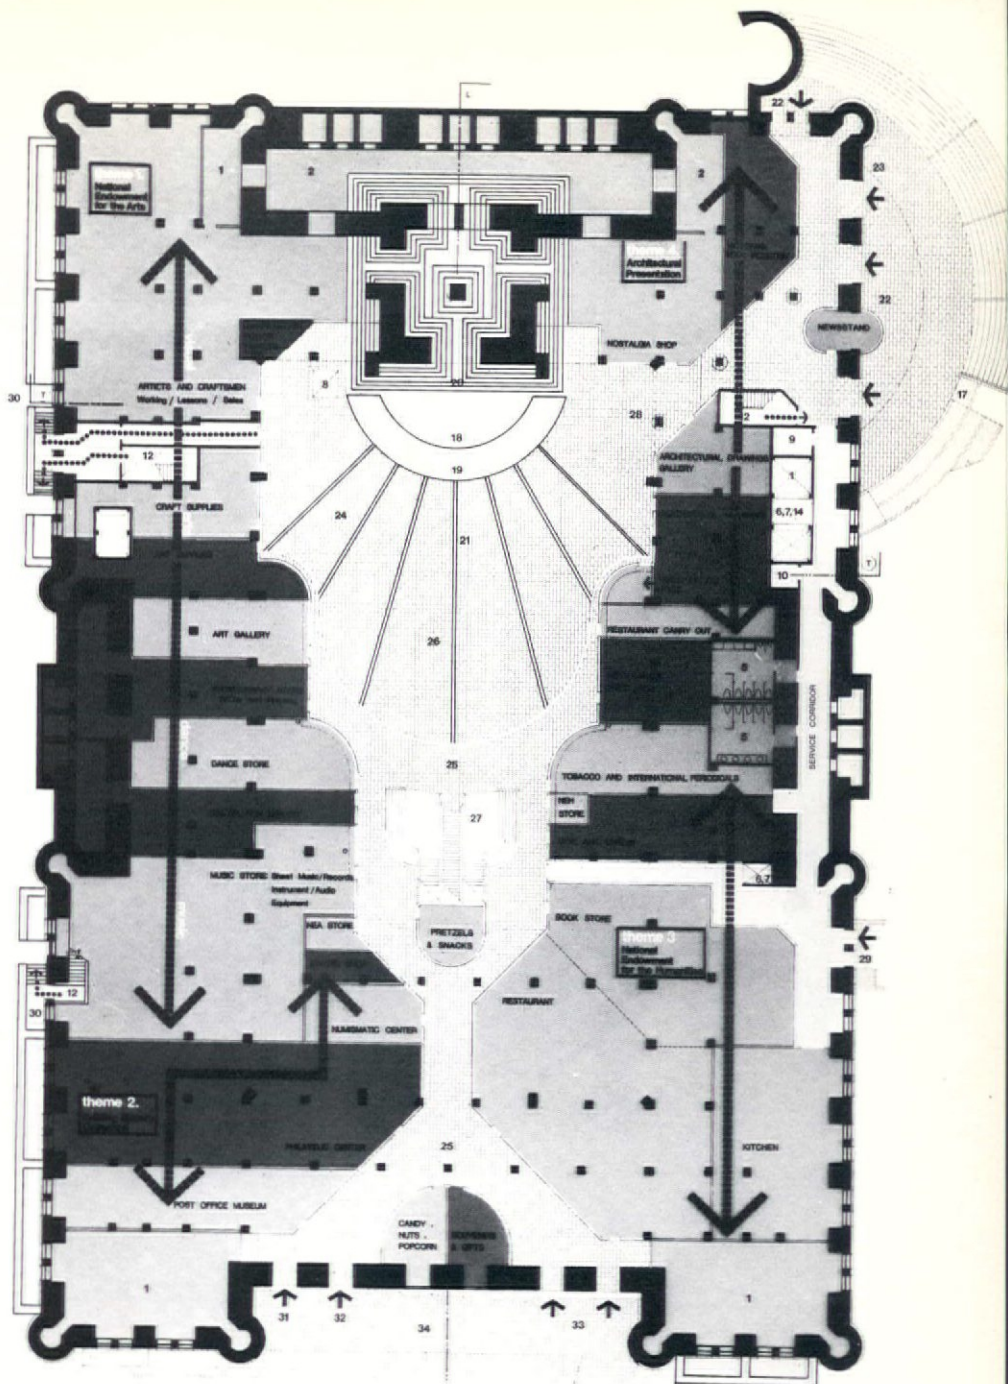 L
22
1
2
2
23
National
Endowment
for the Arts
Architectural
Presentation
22
NEWSSTAND
NOSTALGIA SHOP
8
20
ARTISTS AND CRAFTSMEN
Working / Lessons / Sales
30
T
28
17
12
18
12
9
19
ARCHITECTURAL DRAWINGS
GALLERY
1
24
CRAFT SUPPLIES
21
6,7,14
10
T
ART GALLERY
RESTAURANT CARRY OUT
26
SERVICE CORRIDOR
DANCE STORE
25
TOBACCO AND INTERNATIONAL PERIODICALS
NEH
STORE
27
MUSIC STORE Sheet Music/Records
Instrument/Audio
Equipment
6,7
NEA STORE
PRETZELS
& SNACKS
BOOK STORE
theme 3
National
Endowment
for the Humanities
29
12
30
RESTAURANT
NUMISMATIC CENTER
theme 2.
PHILATELIC CENTER
25
KITCHEN
POST OFFICE MUSEUM
CANDY .
NUTS .
POPCORN
SOUVENIRS
& GIFTS
1
1
31
32
34
33